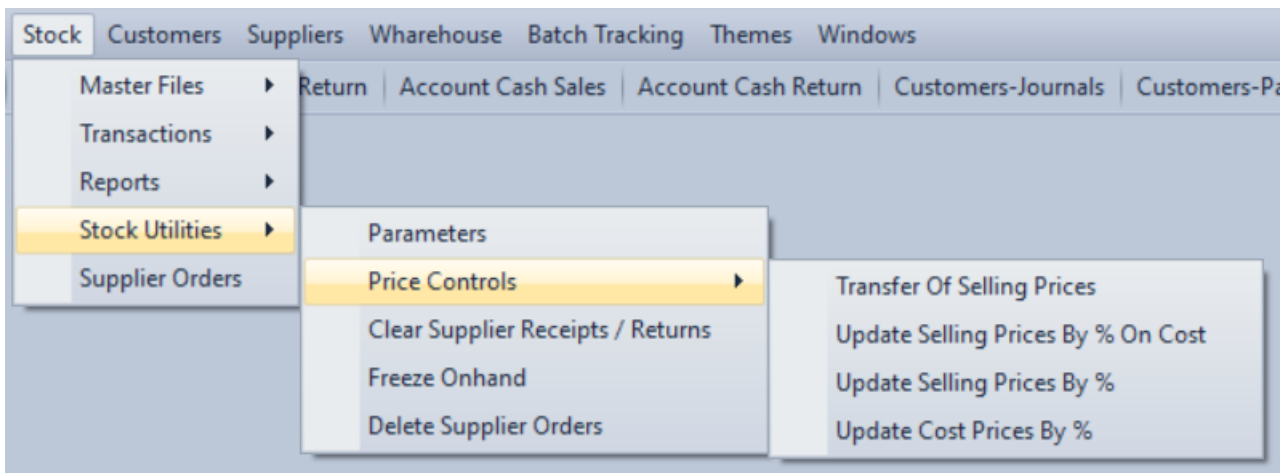 Stock Customers Suppliers Wharehouse Batch Tracking Themes Windows
Master Files Return Account Cash Sales Account Cash Return Customers-Journals Customers-Pa
Transactions
Reports
Stock Utilities
Parameters
Supplier Orders
Price Controls
Transfer Of Selling Prices
Clear Supplier Receipts / Returns
Update Selling Prices By % On Cost
Freeze Onhand
Update Selling Prices By %
Delete Supplier Orders
Update Cost Prices By %